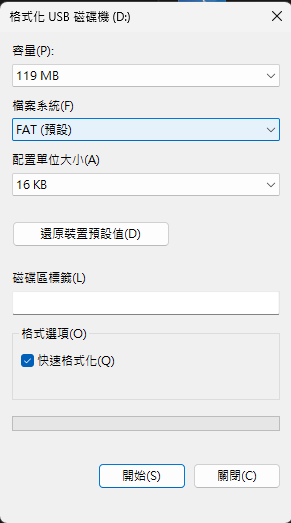 格式化 USB 磁碟機 (D:)
容量(P):
119 MB
檔案系統(F)
FAT (預設)
配置單位大小(A)
16 KB
還原裝置預設值(D)
磁碟區標籤(L)
格式選項(O)
快速格式化(Q)
開始(S)
關閉(C)